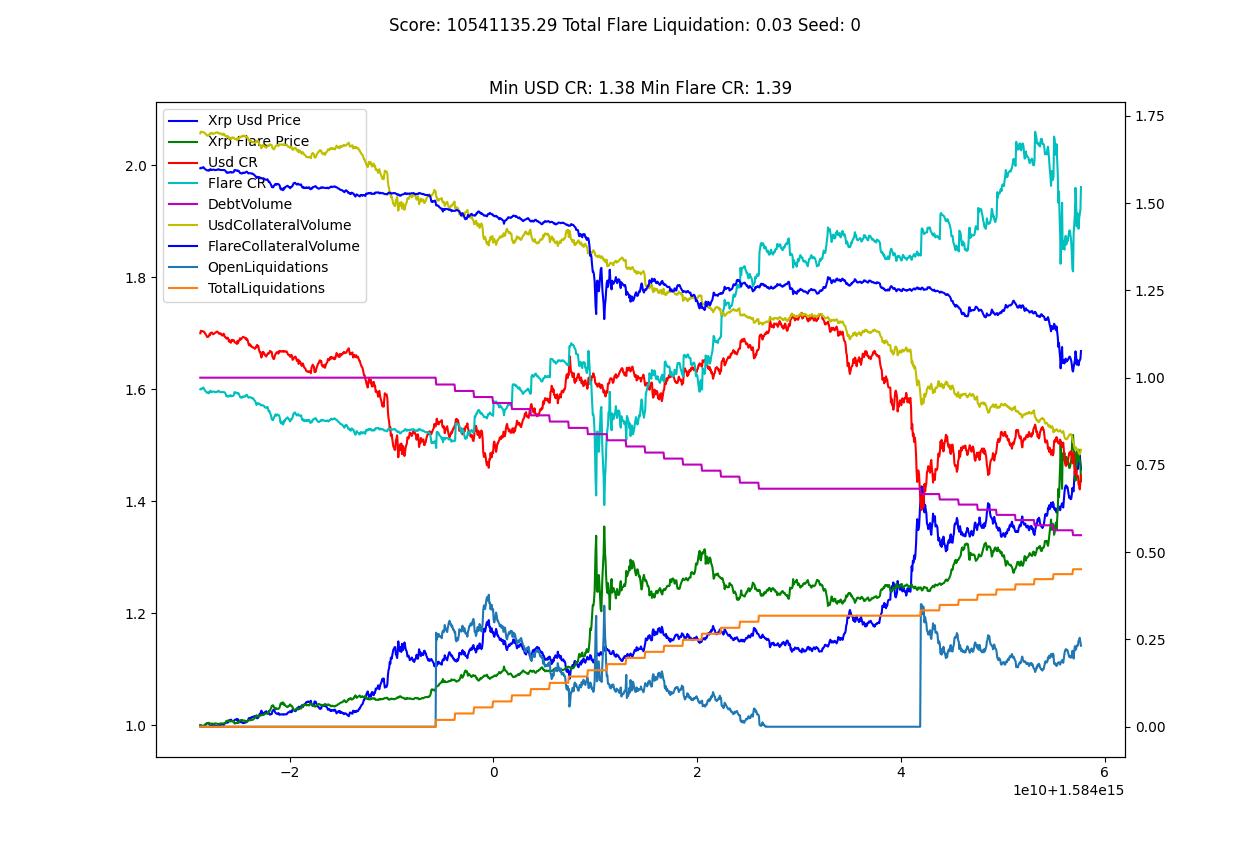 Score: 10541135.29 Total Flare Liquidation: 0.03 Seed: 0
Min USD CR: 1.38 Min Flare CR: 1.39
Xrp Usd Price
Xrp Flare Price
Usd CR
Flare CR
DebtVolume
UsdCollateralVolume
FlareCollateralVolume
OpenLiquidations
TotalLiquidations
2.0
1.8
1.6
1.4
1.2
1.0
1.75
1.50
1.25
1.00
0.75
0.50
0.25
0.00
−2
0
2
4
6
1e10+1.584e15